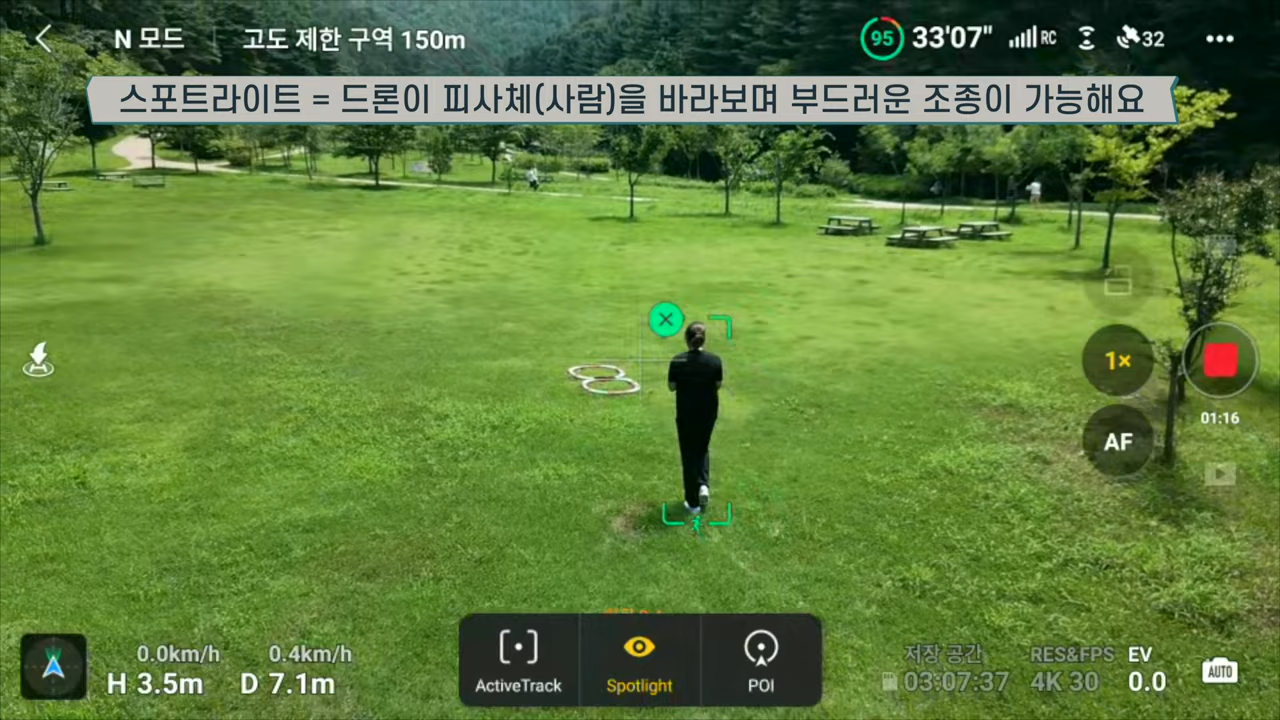 N 모드
고도 제한 구역 150m
95
33'07"
RC
32
스포트라이트 = 드론이 피사체(사람)을 바라보며 부드러운 조종이 가능해요
1×
01:16
AF
0.0km/h
0.4km/h
H 3.5m
D 7.1m
ActiveTrack
Spotlight
POI
저장 공간
03:07:37
RES&FPS
4K 30
EV
0.0
AUTO